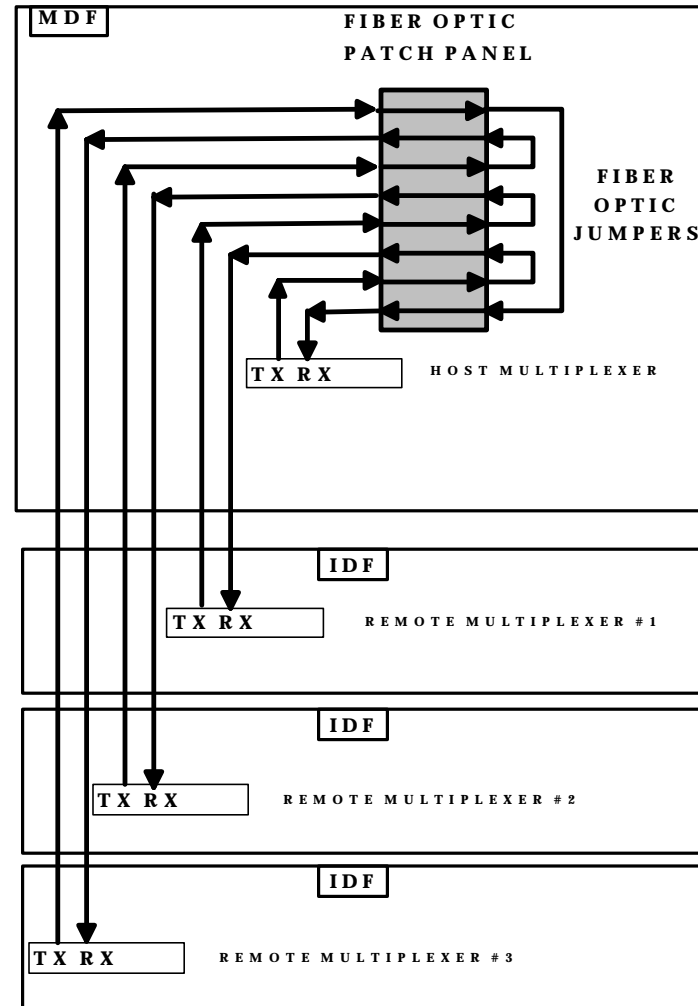 MDF
FIBER OPTIC
PATCH PANEL
FIBER
OPTIC
JUMPERS
TX RX
HOST MULTIPLEXER
IDF
TX RX
REMOTE MULTIPLEXER #1
IDF
TX RX
REMOTE MULTIPLEXER #2
IDF
TX RX
REMOTE MULTIPLEXER #3